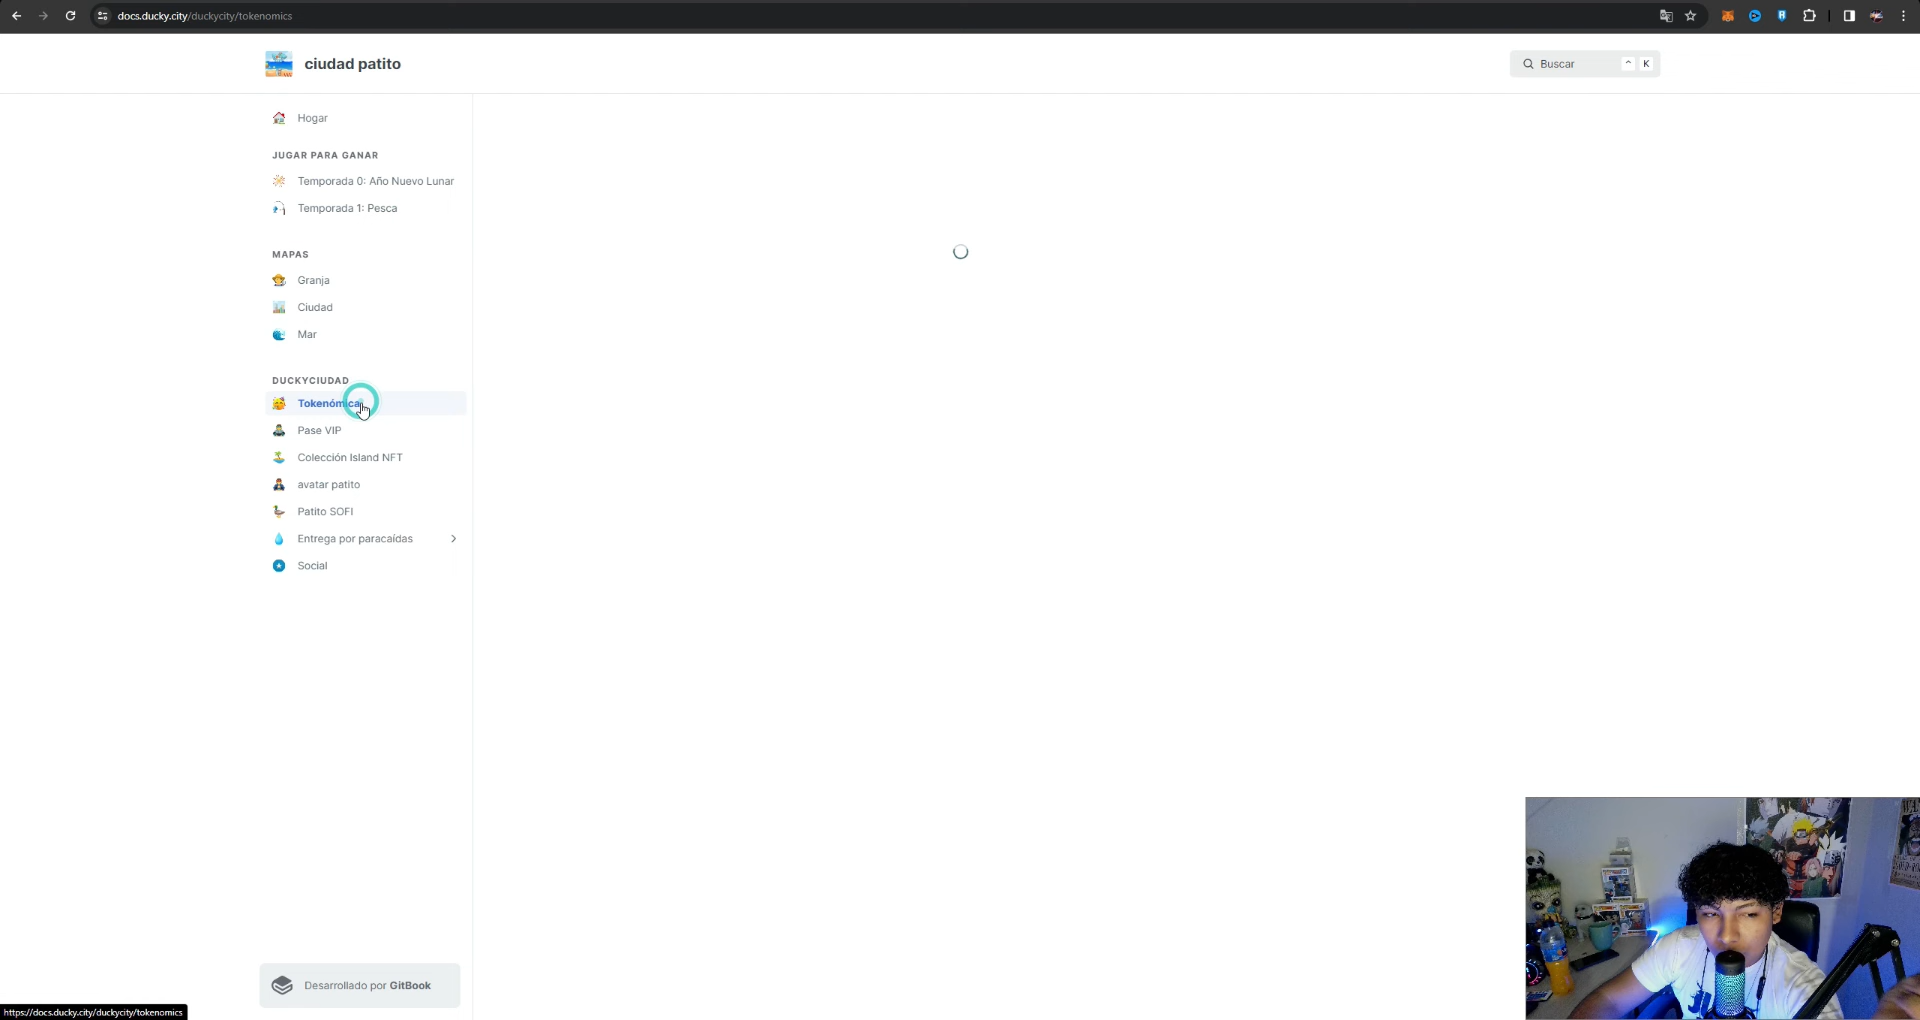 docs.ducky.city/duckycity/tokenomics
ciudad patito
Buscar
^ K
Hogar
JUGAR PARA GANAR
Temporada 0: Año Nuevo Lunar
Temporada 1: Pesca
MAPAS
Granja
Ciudad
Mar
DUCKYCIUDAD
Tokenómica
Pase VIP
Colección Island NFT
avatar patito
Patito SOFI
Entrega por paracaídas
Social
Desarrollado por GitBook
https://docs.ducky.city/duckycity/tokenomics